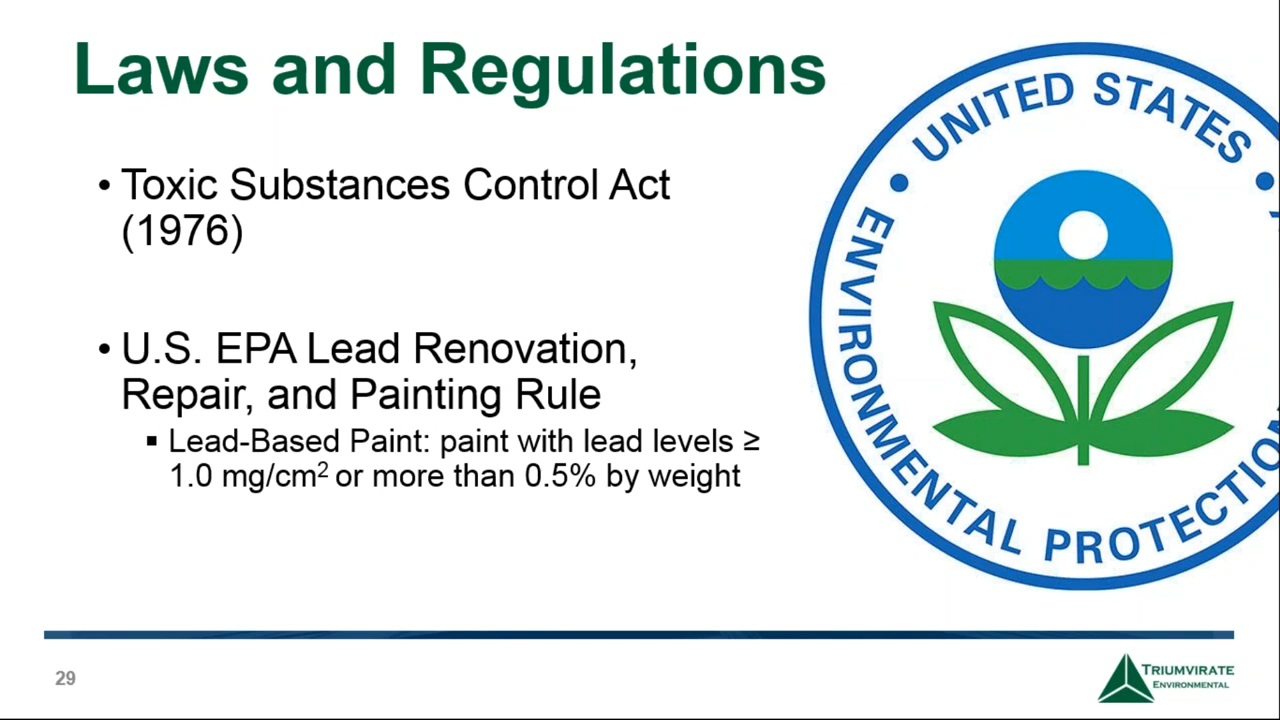 Laws and Regulations
• Toxic Substances Control Act
(1976)
• U.S. EPA Lead Renovation,
Repair, and Painting Rule
▪ Lead-Based Paint: paint with lead levels ≥
1.0 mg/cm² or more than 0.5% by weight
UNITED STATES
ENVIRONMENTAL PROTECTIO
29
TRIUMVIRATE
ENVIRONMENTAL